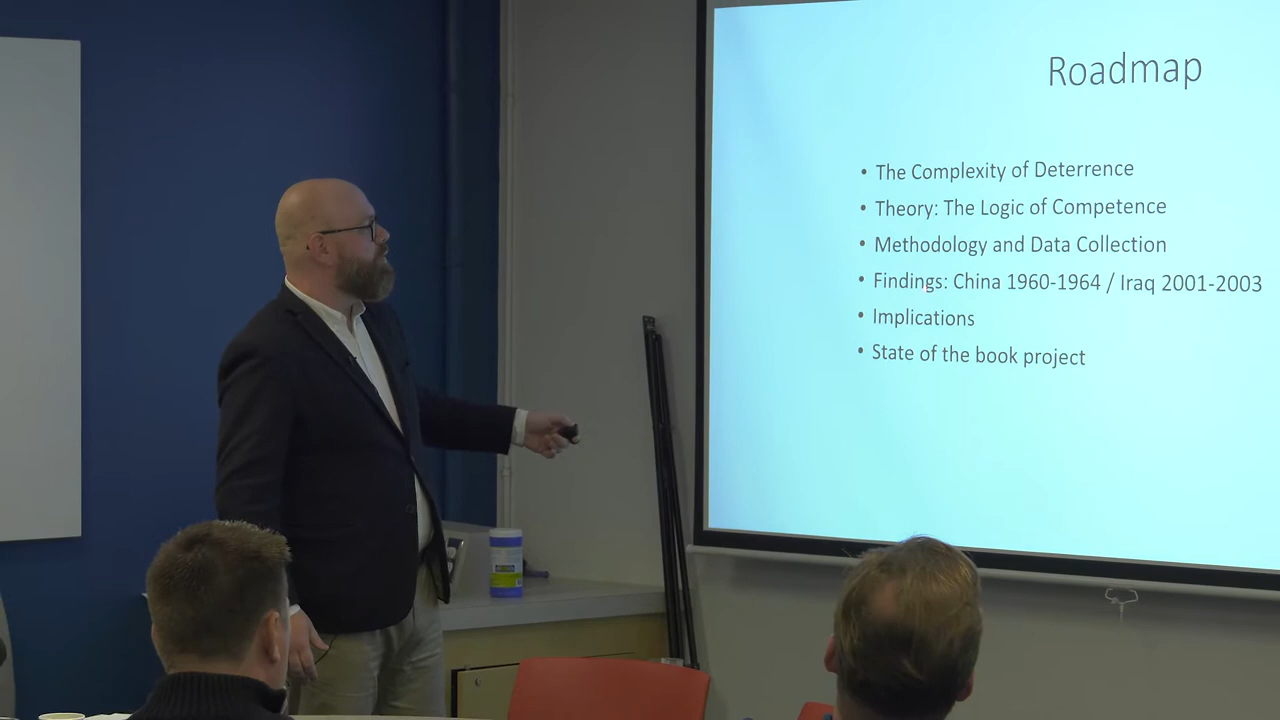 Roadmap
• The Complexity of Deterrence
• Theory: The Logic of Competence
• Methodology and Data Collection
• Findings: China 1960-1964 / Iraq 2001-2003
• Implications
• State of the book project